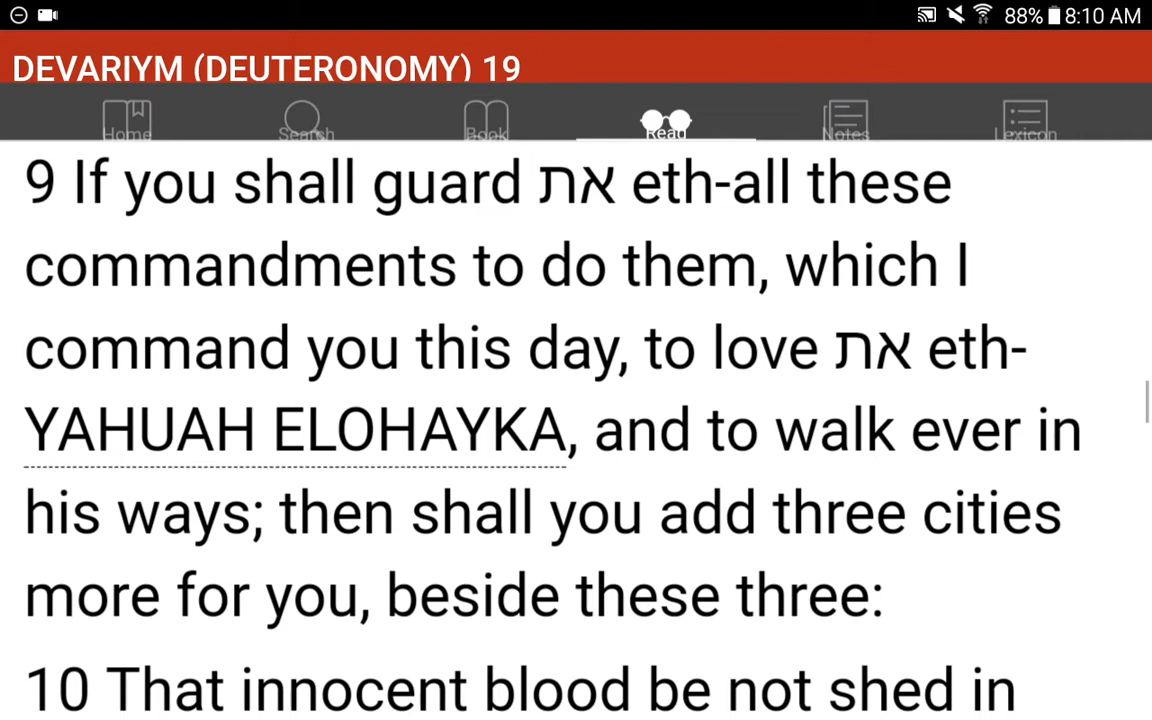 88% 8:10 AM
DEVARIYM (DEUTERONOMY) 19
Home Search Book Read Notes Lexicon
9 If you shall guard את eth-all these
commandments to do them, which I
command you this day, to love את eth-
YAHUAH ELOHAYKA, and to walk ever in
his ways; then shall you add three cities
more for you, beside these three:
10 That innocent blood be not shed in